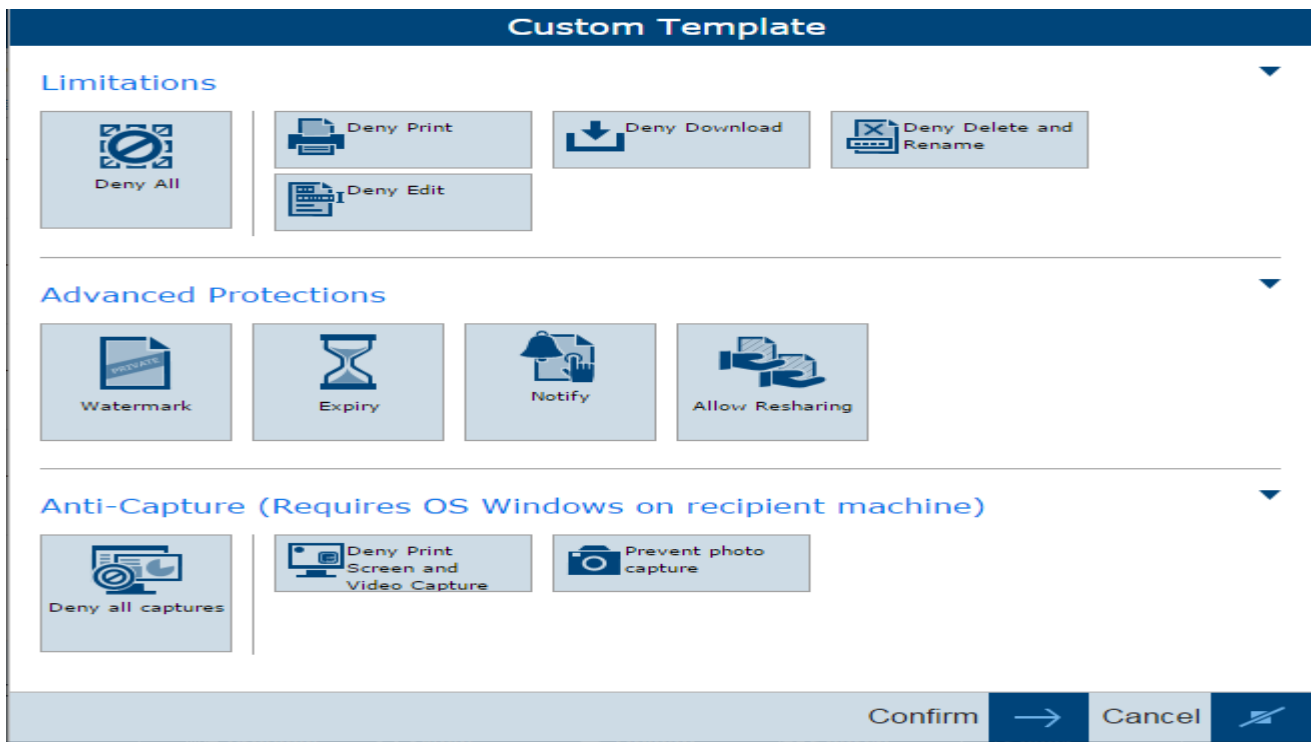 Custom Template
Limitations
Deny All
Deny Print
Deny Download
Deny Delete and
Rename
Deny Edit
Advanced Protections
PRIVATE
Watermark
Expiry
Notify
Allow Resharing
Anti-Capture (Requires OS Windows on recipient machine)
Deny all captures
Deny Print
Screen and
Video Capture
Prevent photo
capture
Confirm
Cancel